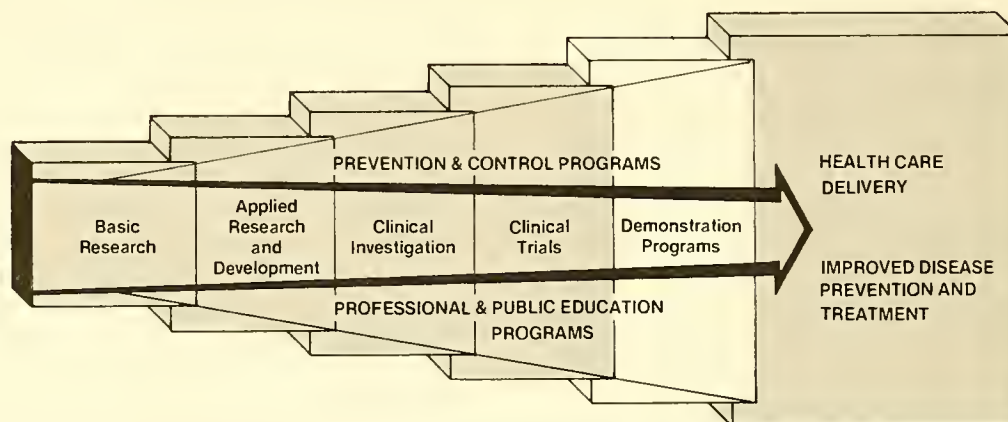 PREVENTION & CONTROL PROGRAMS
HEALTH CARE
DELIVERY
Basic
Research
Applied
Research
and
Development
Clinical
Investigation
Clinical
Trials
Demonstration
Programs
PROFESSIONAL & PUBLIC EDUCATION
PROGRAMS
IMPROVED DISEASE
PREVENTION AND
TREATMENT